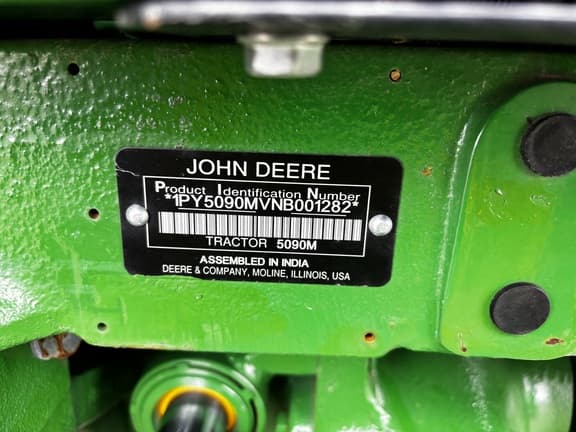 JOHN DEERE
Product Identification Number
*1PY5090MVNB001282*
TRACTOR 5090M
ASSEMBLED IN INDIA
DEERE & COMPANY, MOLINE, ILLINOIS, USA